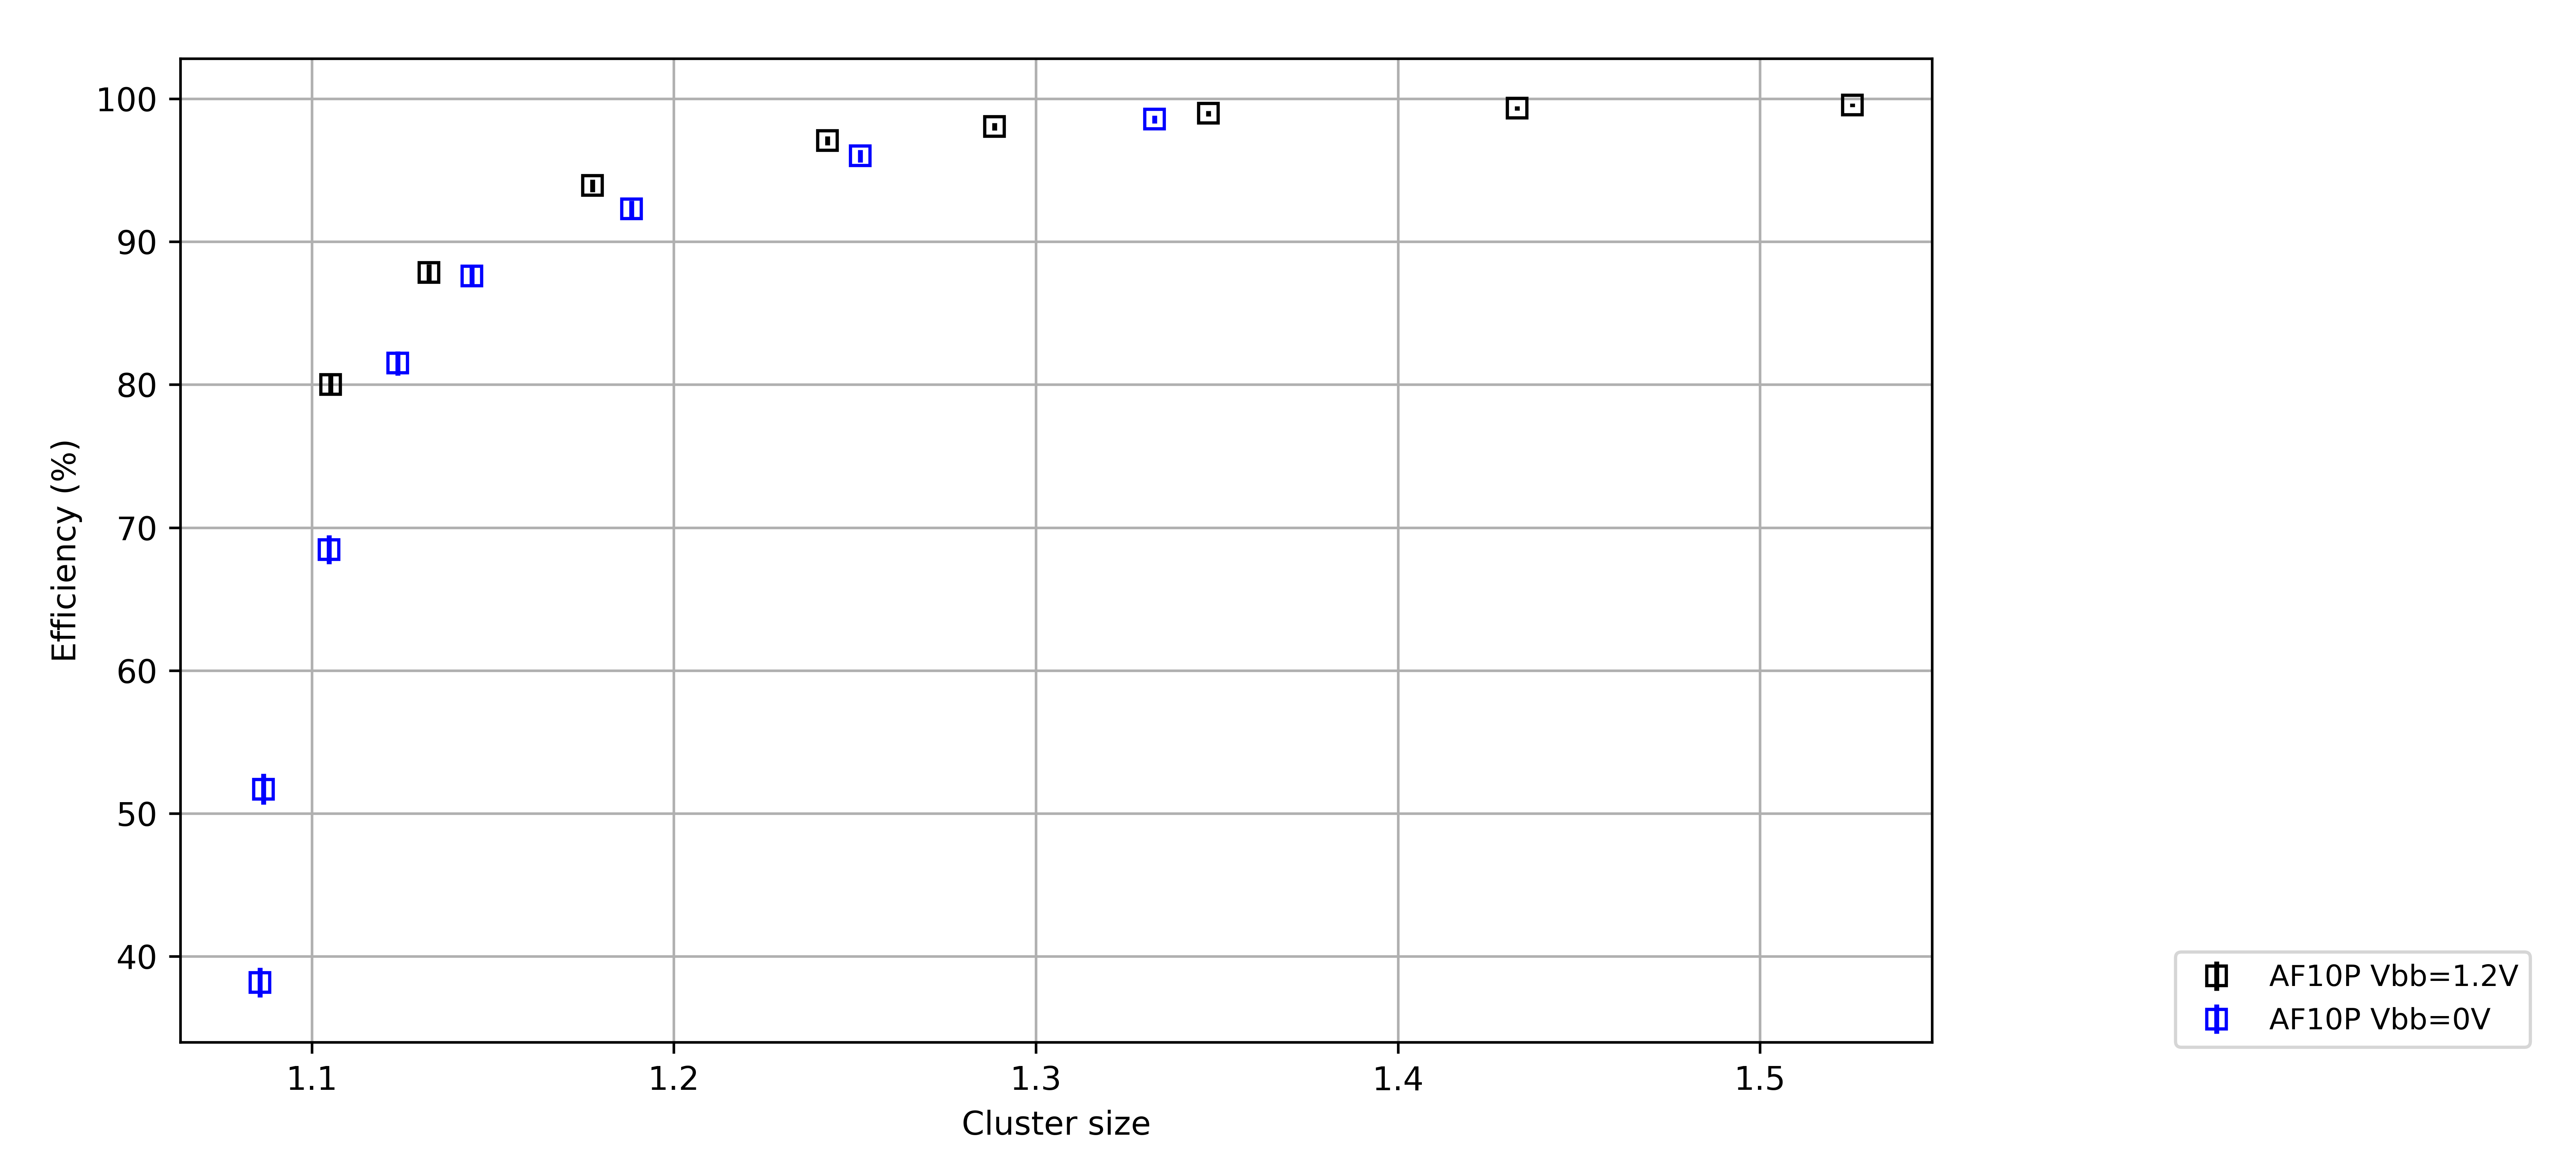 100
90
80
70
60
50
40
Efficiency (%)
1.1 1.2 1.3 1.4 1.5
Cluster size
AF10P Vbb=1.2V
AF10P Vbb=0V